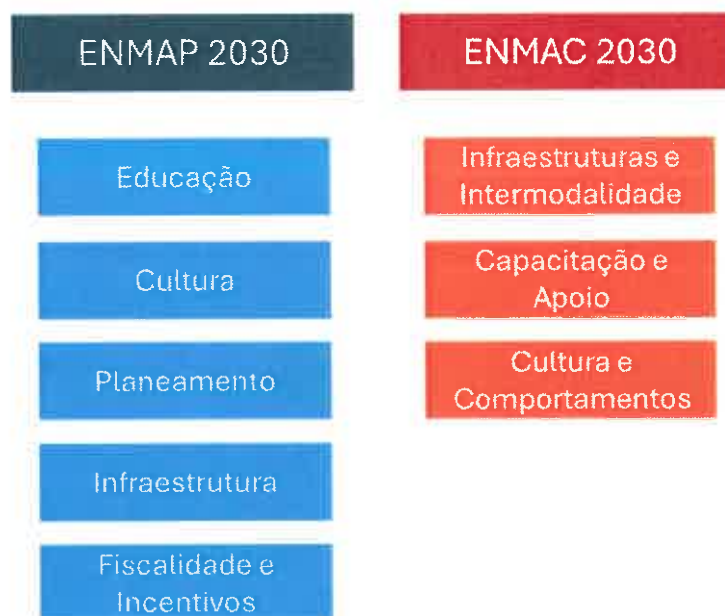 ENMAP 2030
Educação
Cultura
Planeamento
Infraestrutura
Fiscalidade e
Incentivos
ENMAC 2030
Infraestruturas e
Intermodalidade
Capacitação e
Apoio
Cultura e
Comportamentos